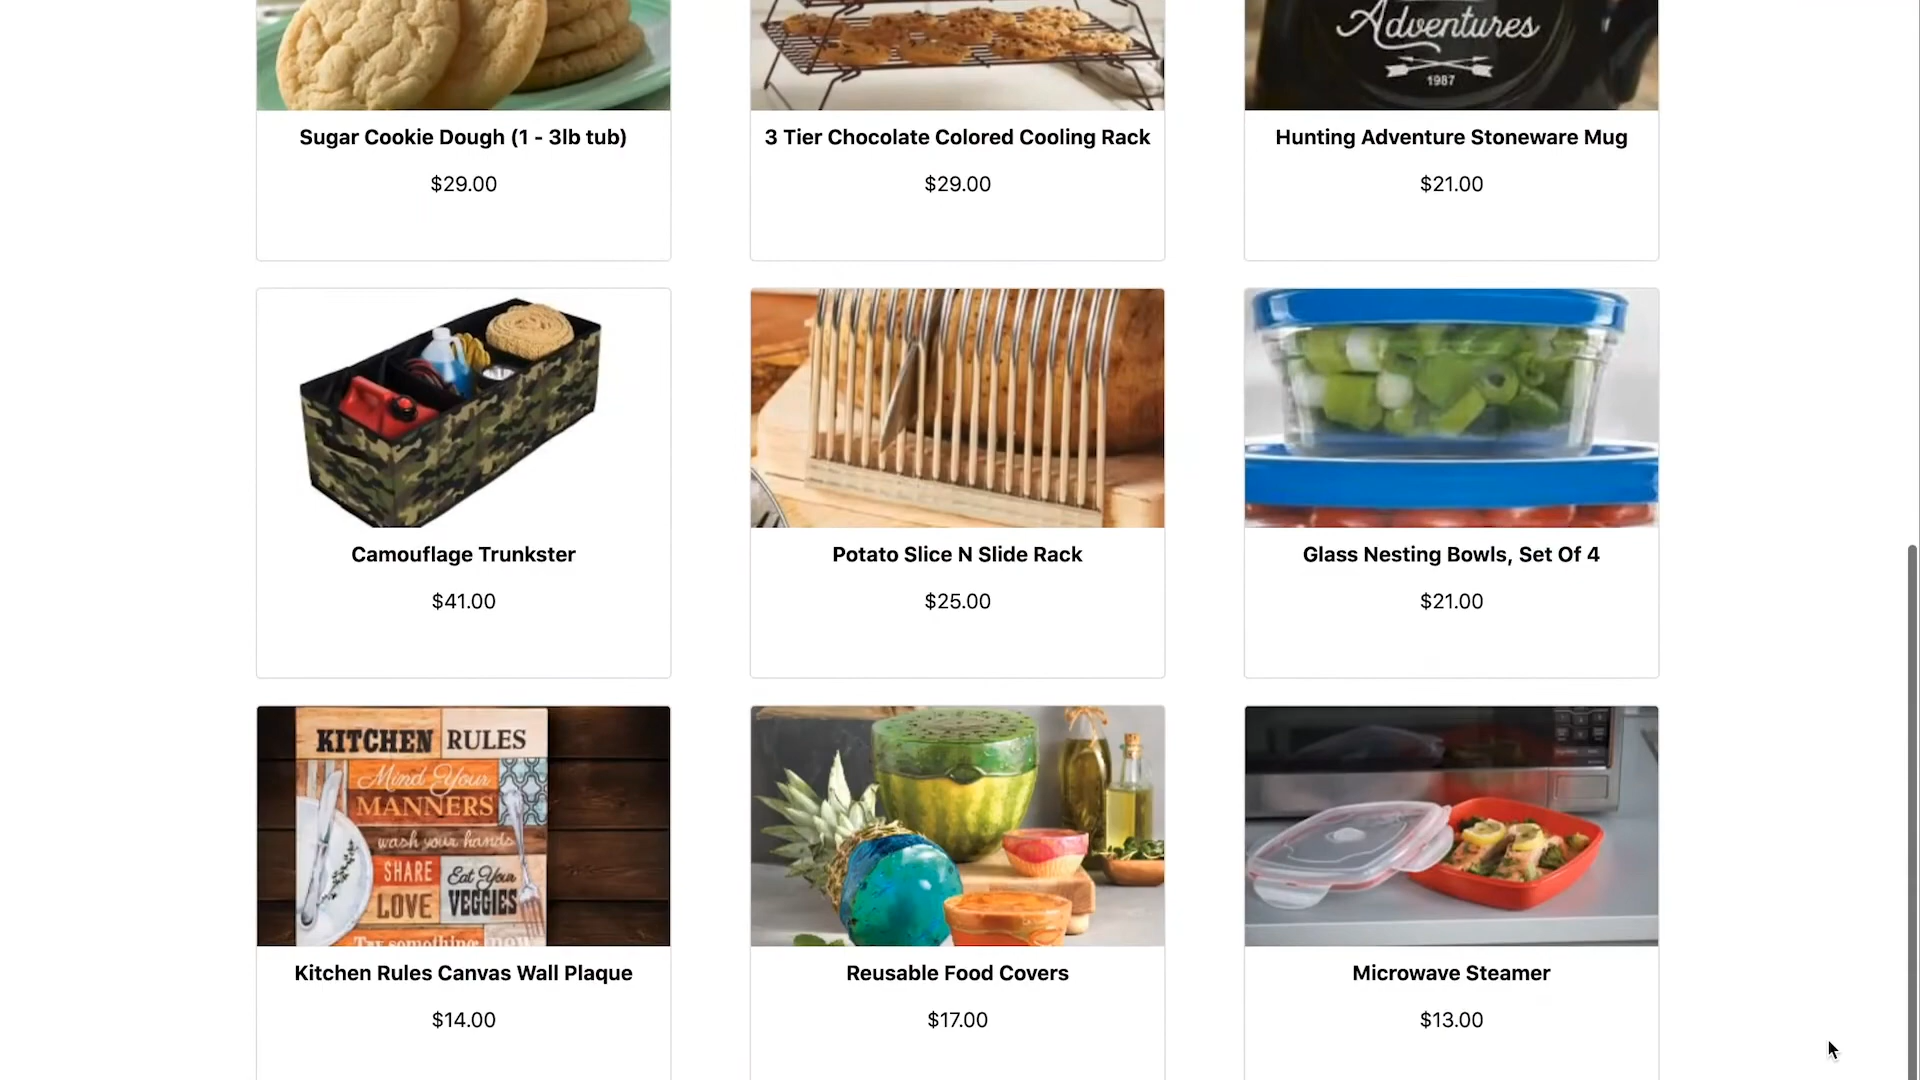 Adventures
1987
Sugar Cookie Dough (1 - 3lb tub)
$29.00
3 Tier Chocolate Colored Cooling Rack
$29.00
Hunting Adventure Stoneware Mug
$21.00
Camouflage Trunkster
$41.00
Potato Slice N Slide Rack
$25.00
Glass Nesting Bowls, Set Of 4
$21.00
KITCHEN RULES
Mind Your
MANNERS
wash your hands
SHARE
LOVE
Eat Your
VEGGIES
Try something new
Kitchen Rules Canvas Wall Plaque
$14.00
Reusable Food Covers
$17.00
Microwave Steamer
$13.00